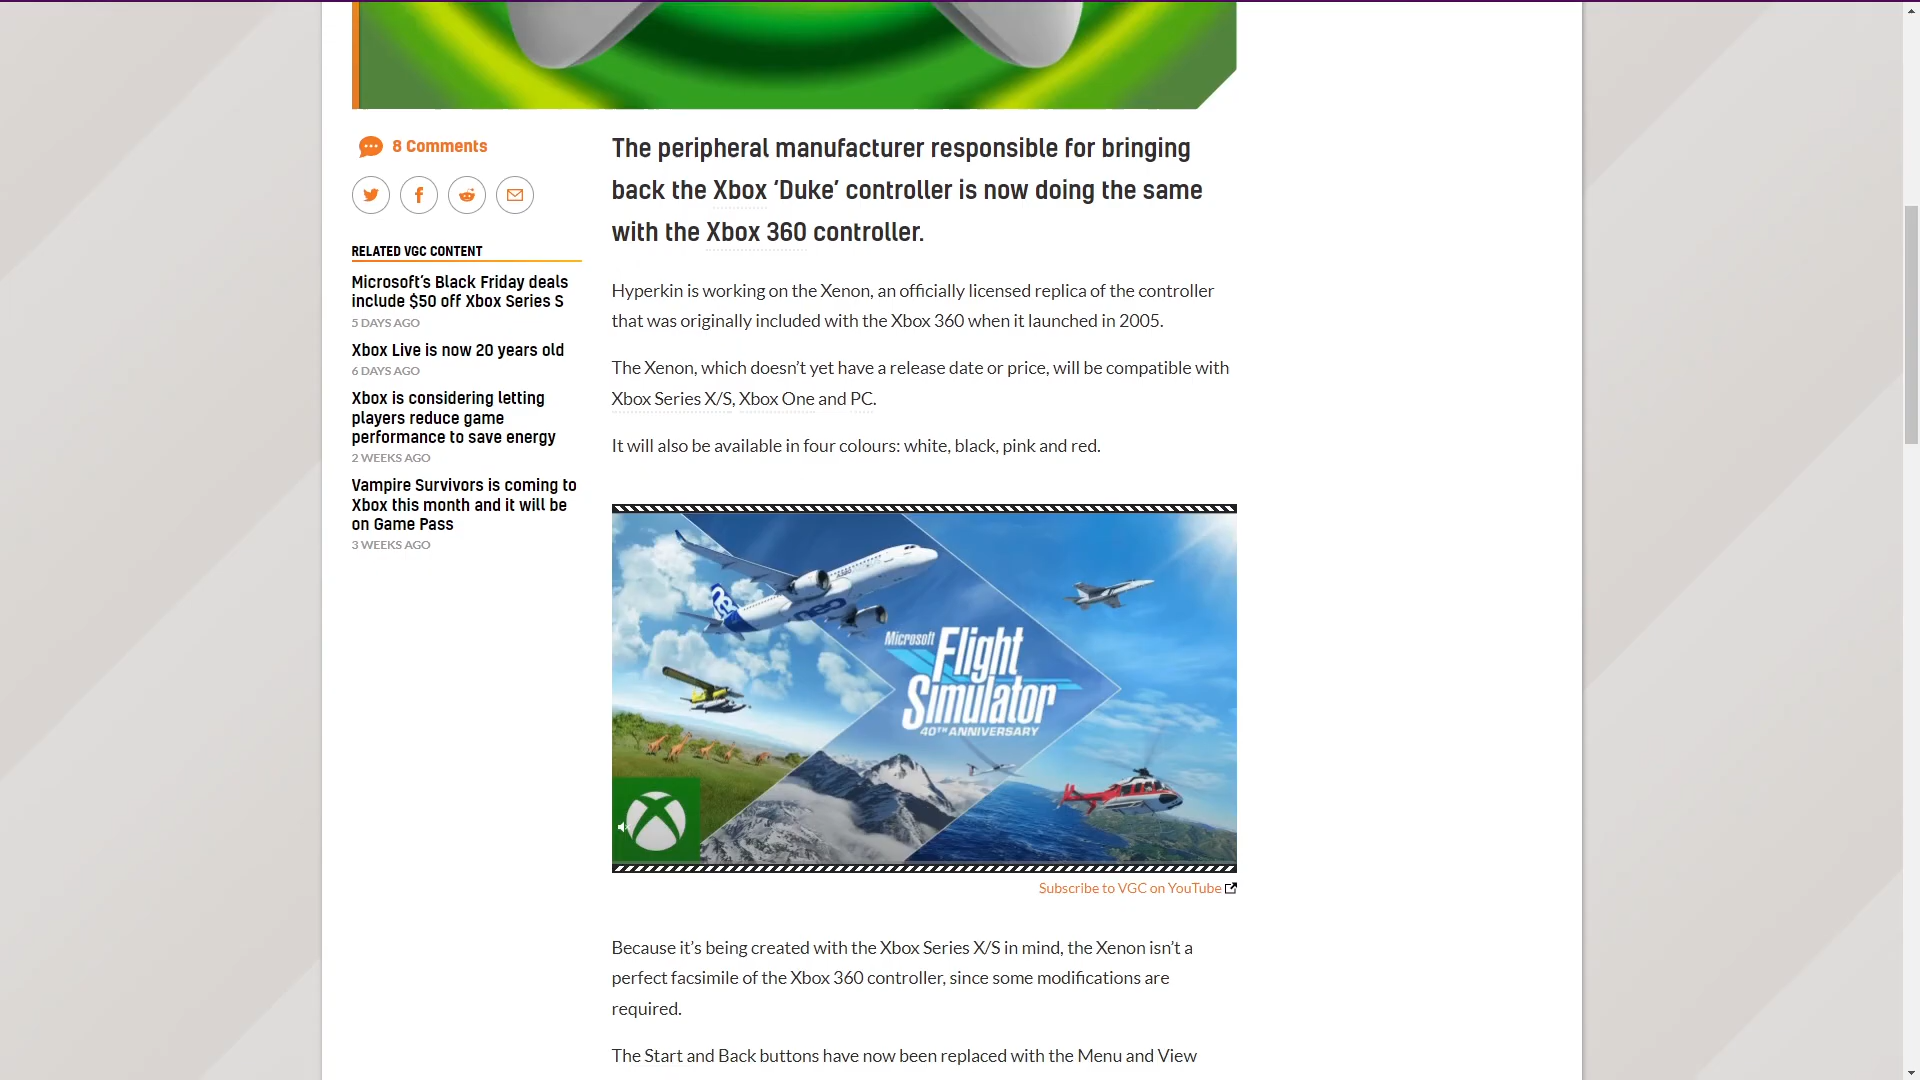 8 Comments
RELATED VGC CONTENT
Microsoft's Black Friday deals
include $50 off Xbox Series S
5 DAYS AGO
Xbox Live is now 20 years old
6 DAYS AGO
Xbox is considering letting
players reduce game
performance to save energy
2 WEEKS AGO
Vampire Survivors is coming to
Xbox this month and it will be
on Game Pass
3 WEEKS AGO
The peripheral manufacturer responsible for bringing
back the Xbox ‘Duke’ controller is now doing the same
with the Xbox 360 controller.
Hyperkin is working on the Xenon, an officially licensed replica of the controller
that was originally included with the Xbox 360 when it launched in 2005.
The Xenon, which doesn’t yet have a release date or price, will be compatible with
Xbox Series X/S, Xbox One and PC.
It will also be available in four colours: white, black, pink and red.
neo
Microsoft
Flight
Simulator
40TH ANNIVERSARY
Subscribe to VGC on YouTube
Because it’s being created with the Xbox Series X/S in mind, the Xenon isn’t a
perfect facsimile of the Xbox 360 controller, since some modifications are
required.
The Start and Back buttons have now been replaced with the Menu and View